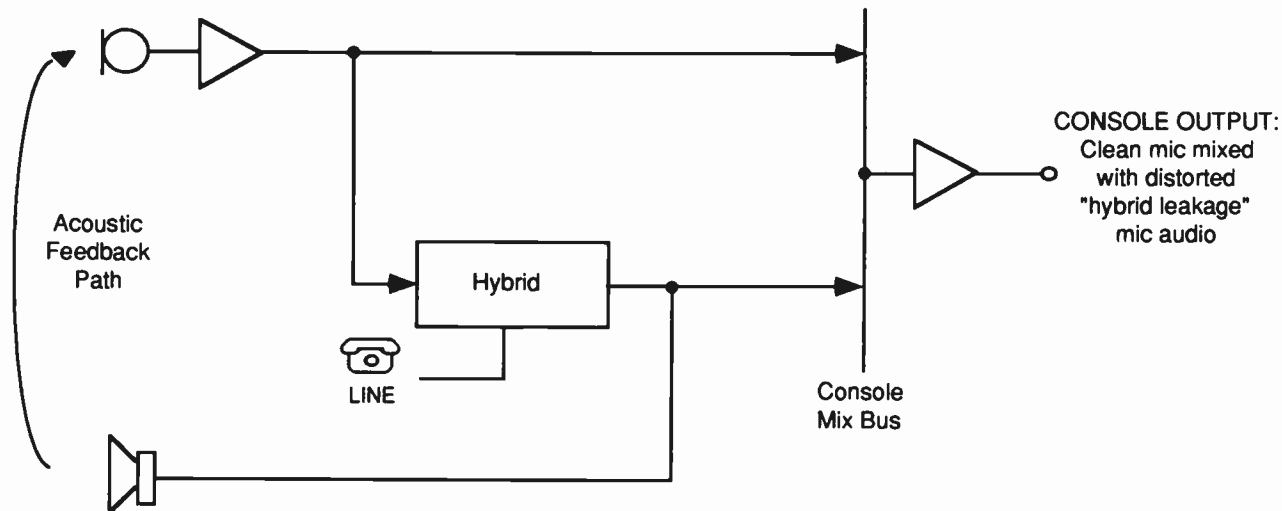 CONSOLE OUTPUT:
Clean mic mixed
with distorted
"hybrid leakage"
mic audio
Acoustic
Feedback
Path
Hybrid
LINE
Console
Mix Bus